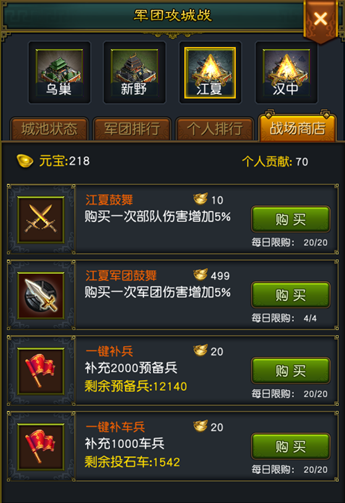 军团攻城战
乌巢 新野 江夏 汉中
城池状态 军团排行 个人排行 战场商店
元宝:218 个人贡献: 70
江夏鼓舞 10
购买一次部队伤害增加5%
购买
每日限购: 20/20
江夏军团鼓舞 499
购买一次军团伤害增加5%
购买
每日限购: 4/4
一键补兵 20
补充2000预备兵
购买
剩余预备兵:12140
每日限购: 20/20
一键补车兵 20
补充1000车兵
购买
剩余投石车:1542
每日限购: 20/20